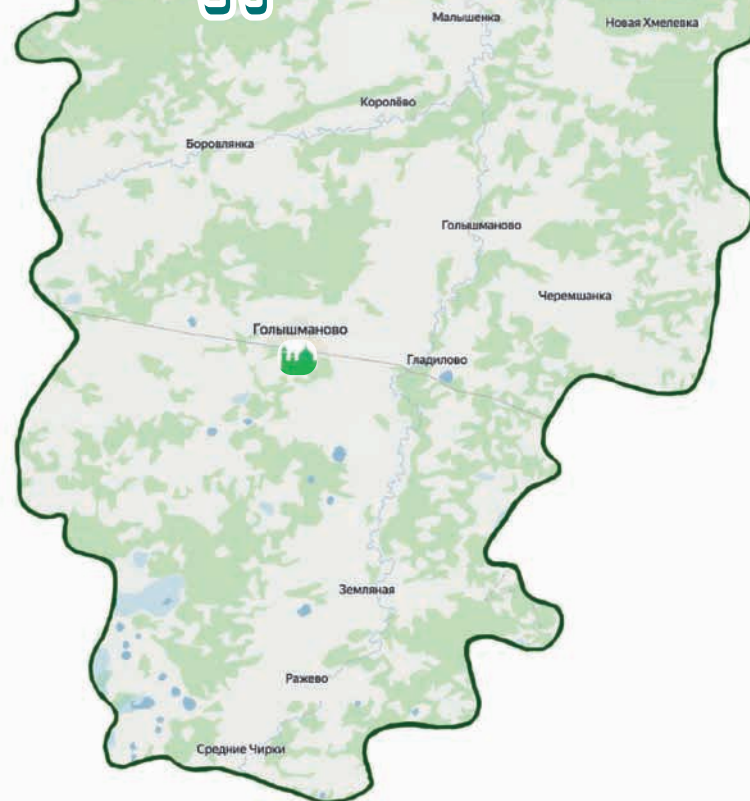 Малышенка
Новая Хмелевка
Королёво
Боровлянка
Голышманово
Черемшанка
Голышманово
Гладилово
Земляная
Ражево
Средние Чирки